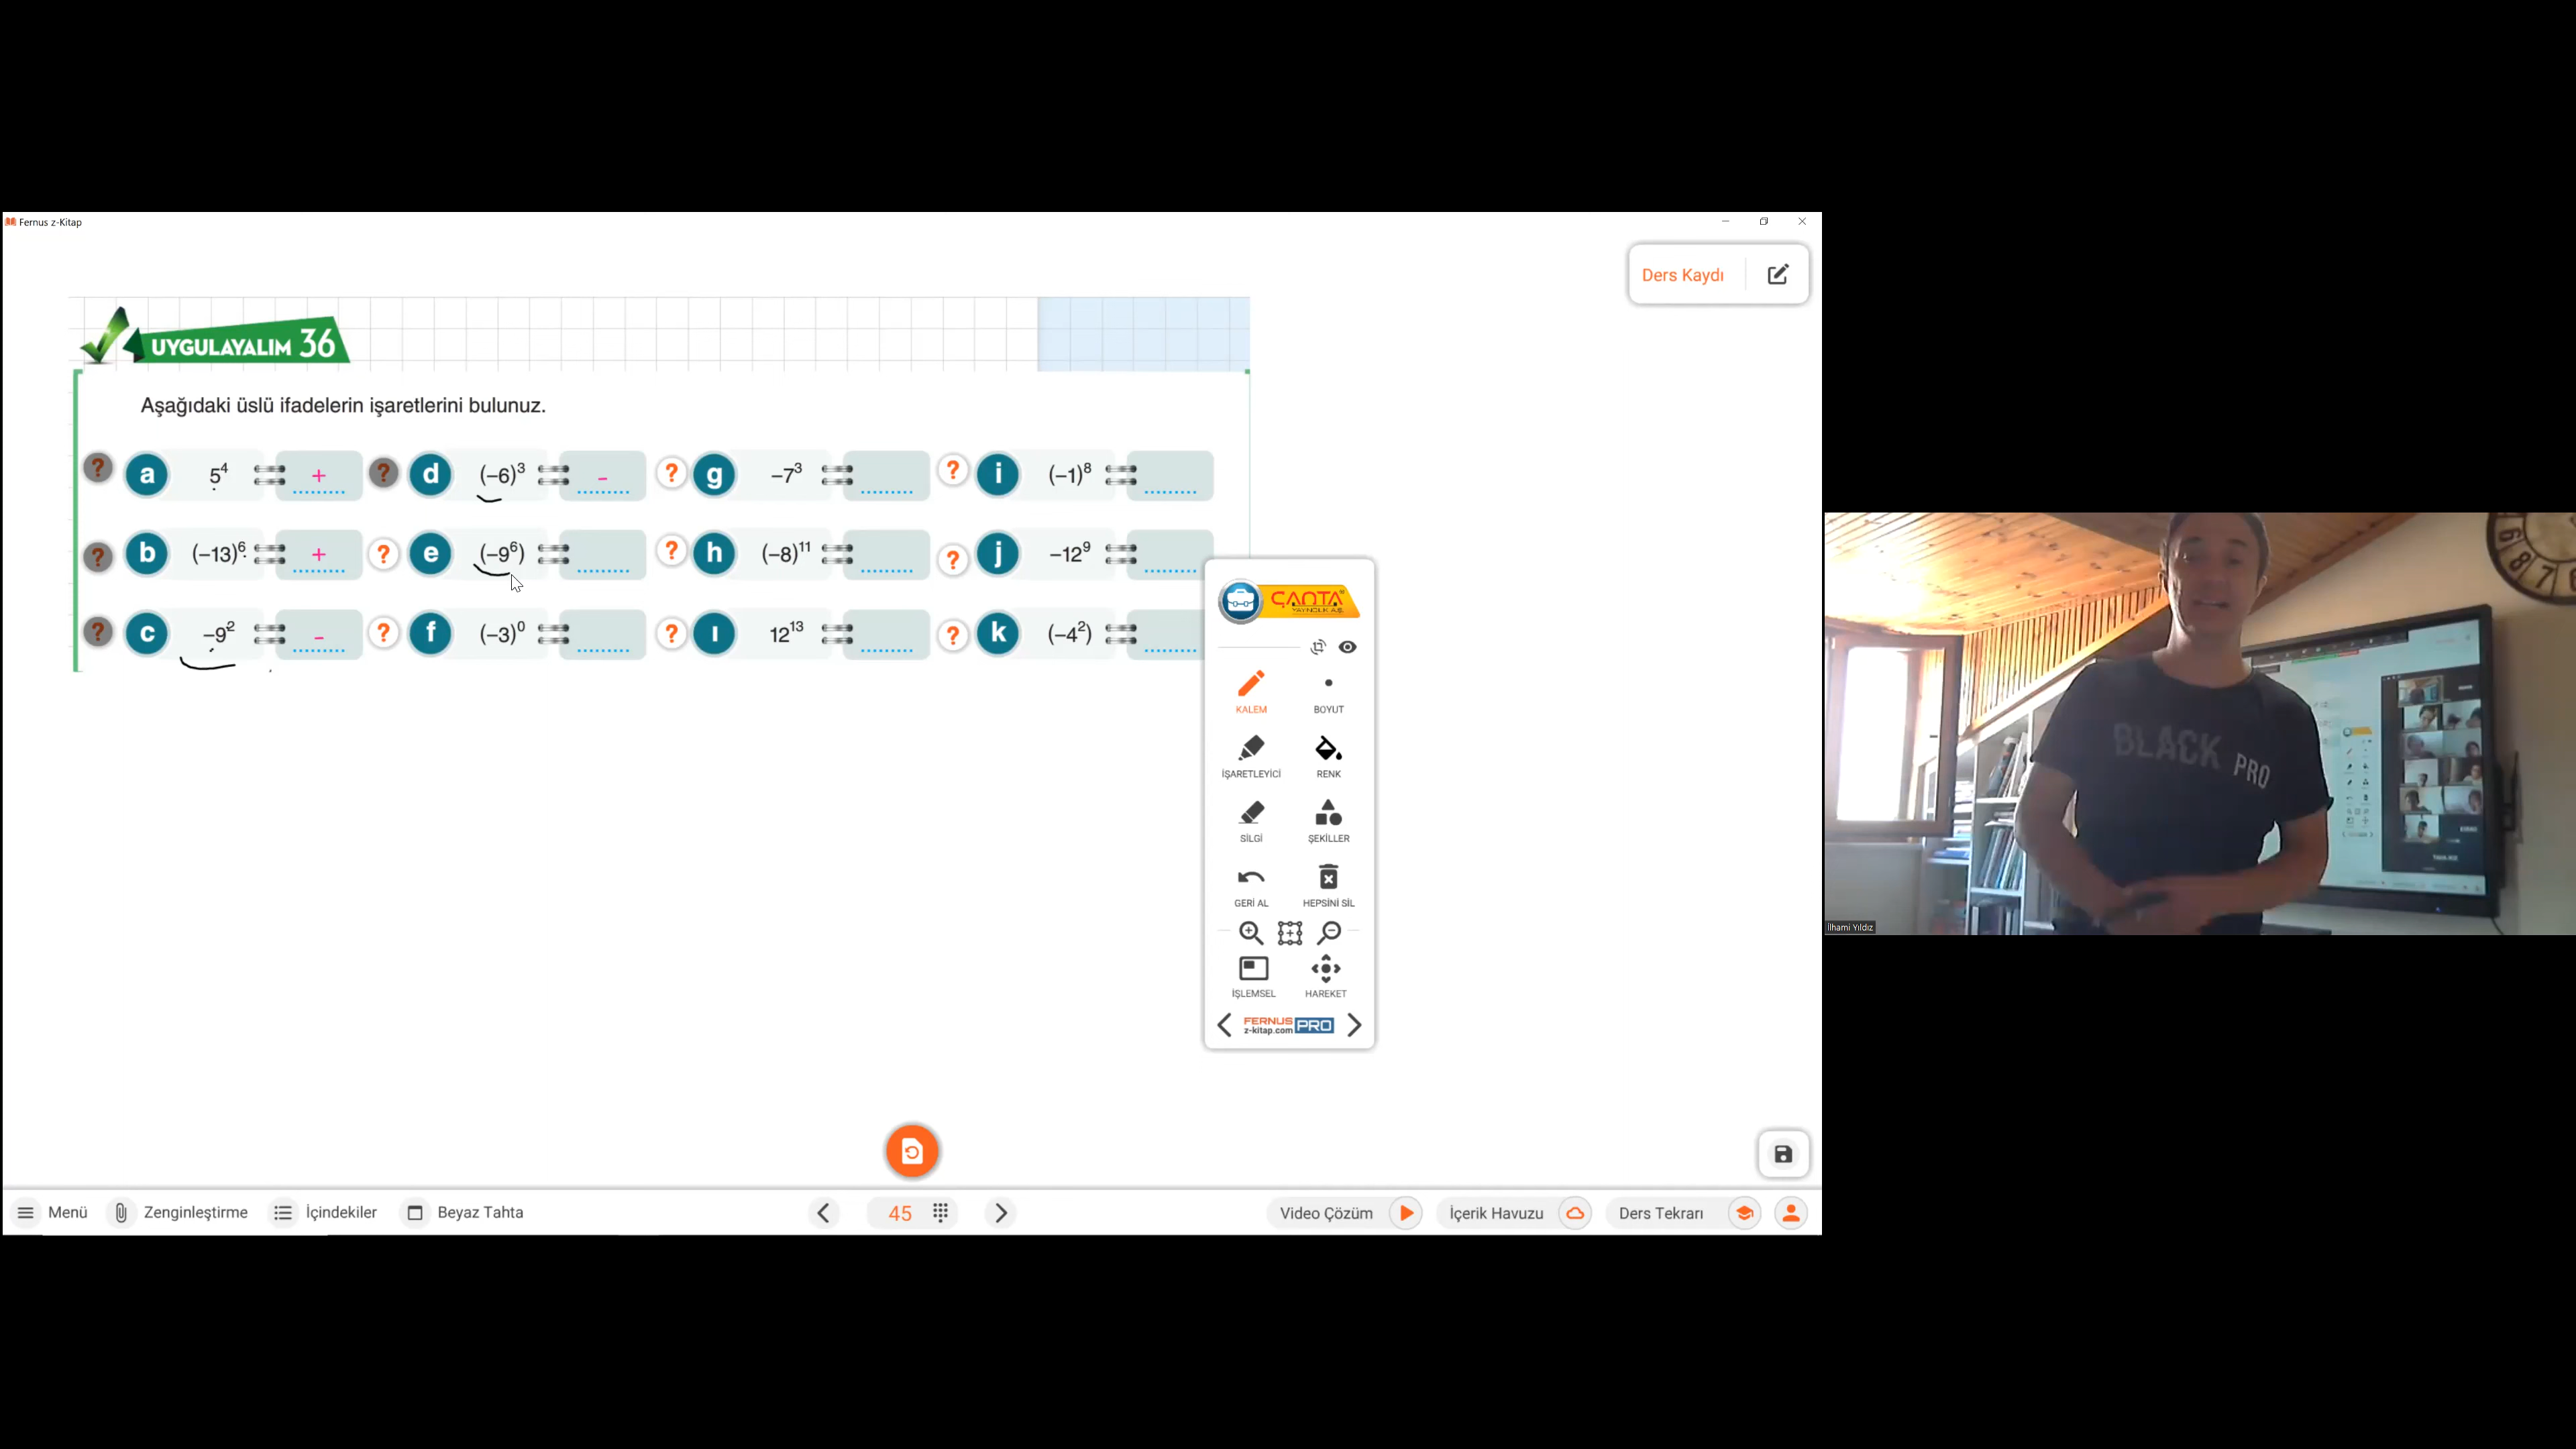 Fernus z-Kitap
Ders Kaydı
UYGULAYALIM 36
Aşağıdaki üslü ifadelerin işaretlerini bulunuz.
? a 5⁴ = + ? d (−6)³ = - ? g −7³ = ......... ? i (−1)⁸ = .........
? b (−13)⁶ = + ? e (−9⁶) = ......... ? h (−8)¹¹ = ......... ? j −12⁹ = .........
? c −9² = - ? f (−3)⁰ = ......... ? ı 12¹³ = ......... ? k (−4²) = .........
ÇANTA
YAYINCILIK A.Ş.
KALEM BOYUT
İŞARETLEYİCİ RENK
SİLGİ ŞEKİLLER
GERİ AL HEPSİNİ SİL
İŞLEMSEL HAREKET
FERNUS
z-kitap.com PRO
BLACK PRO
İlhami Yıldız
Menü Zenginleştirme İçindekiler Beyaz Tahta 45 Video Çözüm İçerik Havuzu Ders Tekrarı